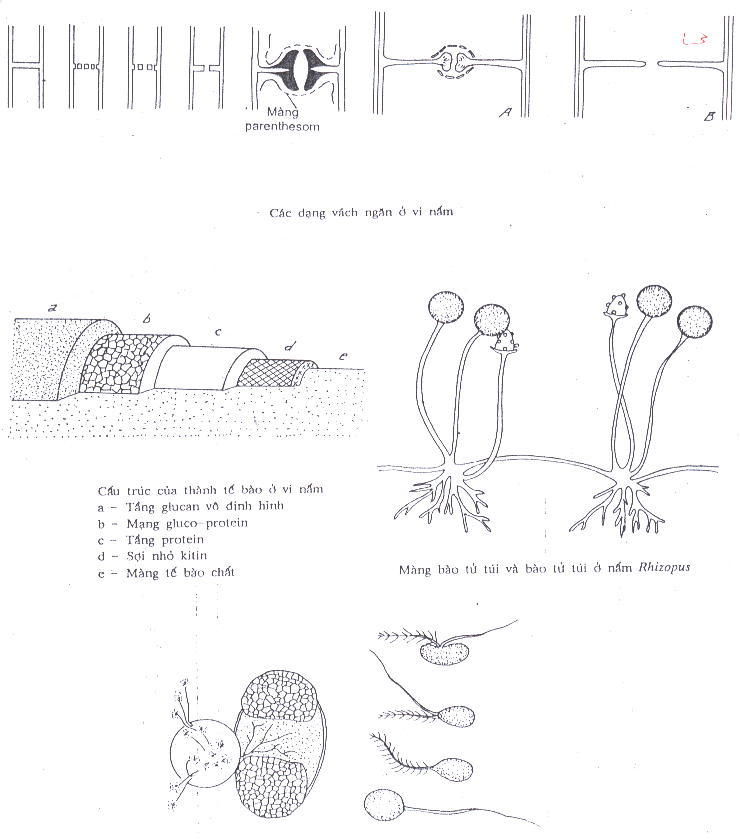 Màng
parenthesom
A
B
Các dạng vách ngăn ở vi nấm
a
b
c
d
e
Cấu trúc của thành tế bào ở vi nấm
a - Tầng glucan vô định hình
b - Mạng gluco-protein
c - Tầng protein
d - Sợi nhỏ kitin
e - Màng tế bào chất
Màng bào tử túi và bào tử túi ở nấm Rhizopus